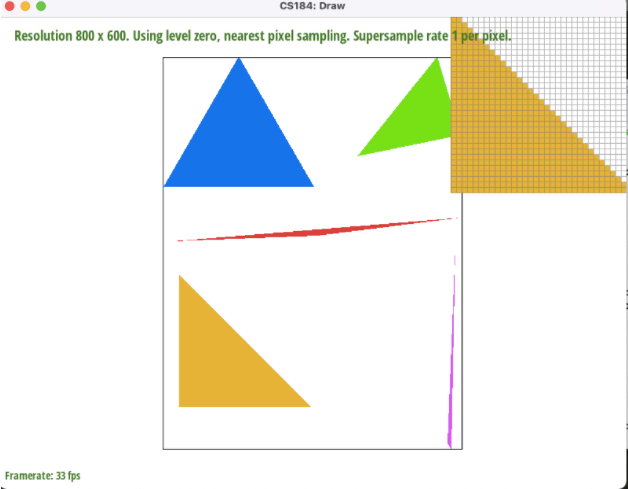 CS184: Draw
Resolution 800 x 600. Using level zero, nearest pixel sampling. Supersample rate 1 per pixel.
Framerate: 33 fps